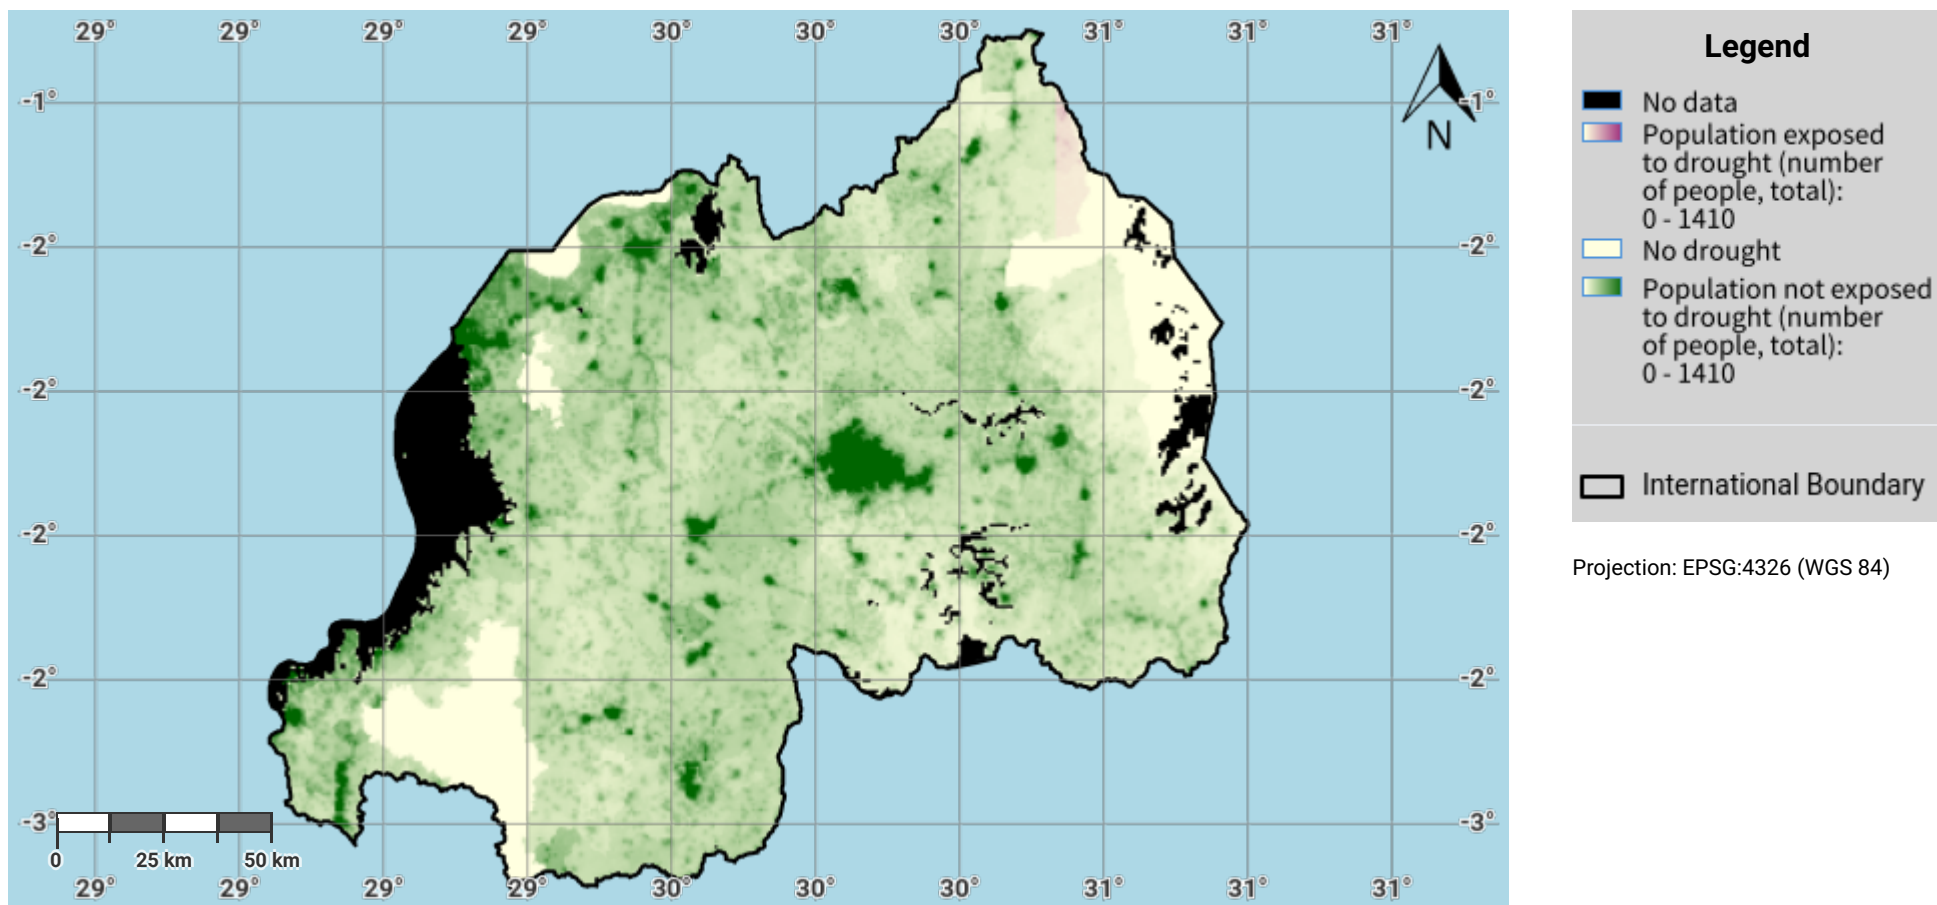 29° 29° 29° 29° 30° 30° 30° 31° 31° 31°
-1° -1°
N
-2° -2°
-2° -2°
-2° -2°
-2° -2°
-3° -3°
0 25 km 50 km
29° 29° 29° 29° 30° 30° 30° 31° 31° 31°
Legend
No data
Population exposed
to drought (number
of people, total):
0 - 1410
No drought
Population not exposed
to drought (number
of people, total):
0 - 1410
International Boundary
Projection: EPSG:4326 (WGS 84)